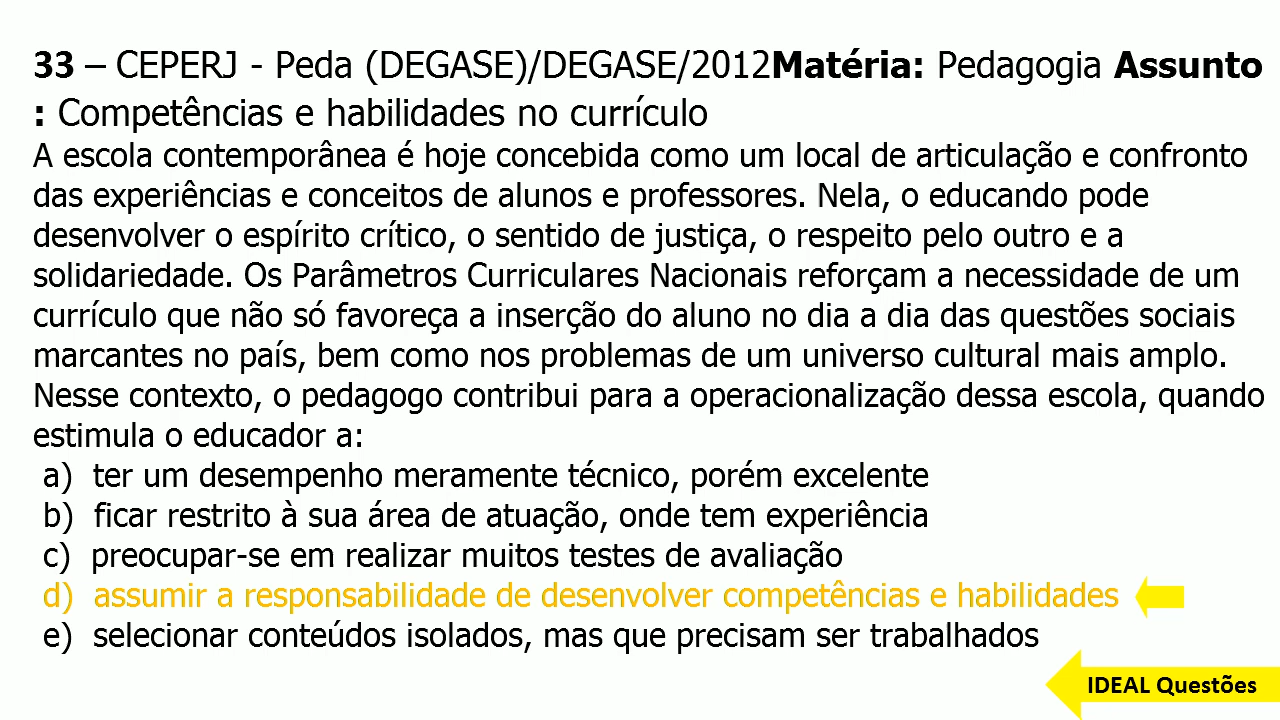 33 – CEPERJ - Peda (DEGASE)/DEGASE/2012Matéria: Pedagogia Assunto
: Competências e habilidades no currículo
A escola contemporânea é hoje concebida como um local de articulação e confronto
das experiências e conceitos de alunos e professores. Nela, o educando pode
desenvolver o espírito crítico, o sentido de justiça, o respeito pelo outro e a
solidariedade. Os Parâmetros Curriculares Nacionais reforçam a necessidade de um
currículo que não só favoreça a inserção do aluno no dia a dia das questões sociais
marcantes no país, bem como nos problemas de um universo cultural mais amplo.
Nesse contexto, o pedagogo contribui para a operacionalização dessa escola, quando
estimula o educador a:
a) ter um desempenho meramente técnico, porém excelente
b) ficar restrito à sua área de atuação, onde tem experiência
c) preocupar-se em realizar muitos testes de avaliação
d) assumir a responsabilidade de desenvolver competências e habilidades
e) selecionar conteúdos isolados, mas que precisam ser trabalhados
IDEAL Questões